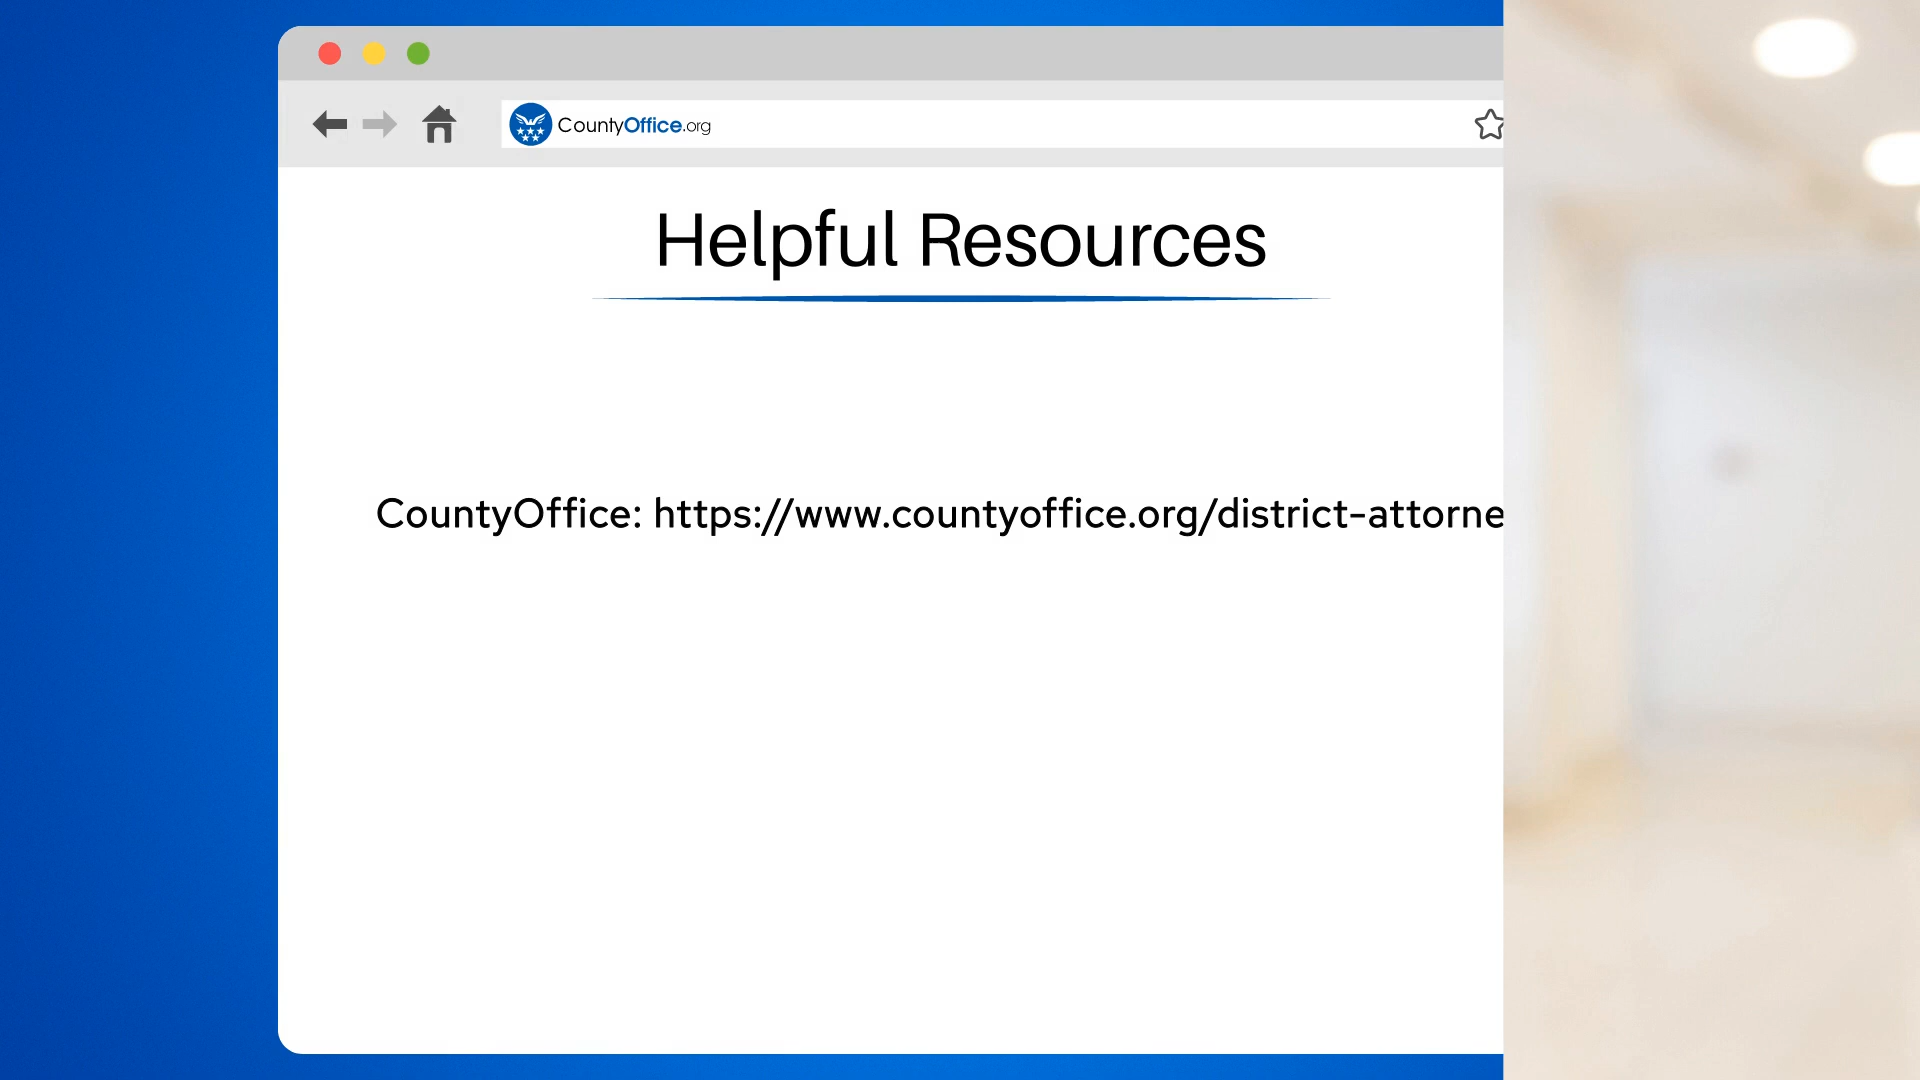 CountyOffice.org
Helpful Resources
CountyOffice: https://www.countyoffice.org/district-attorne